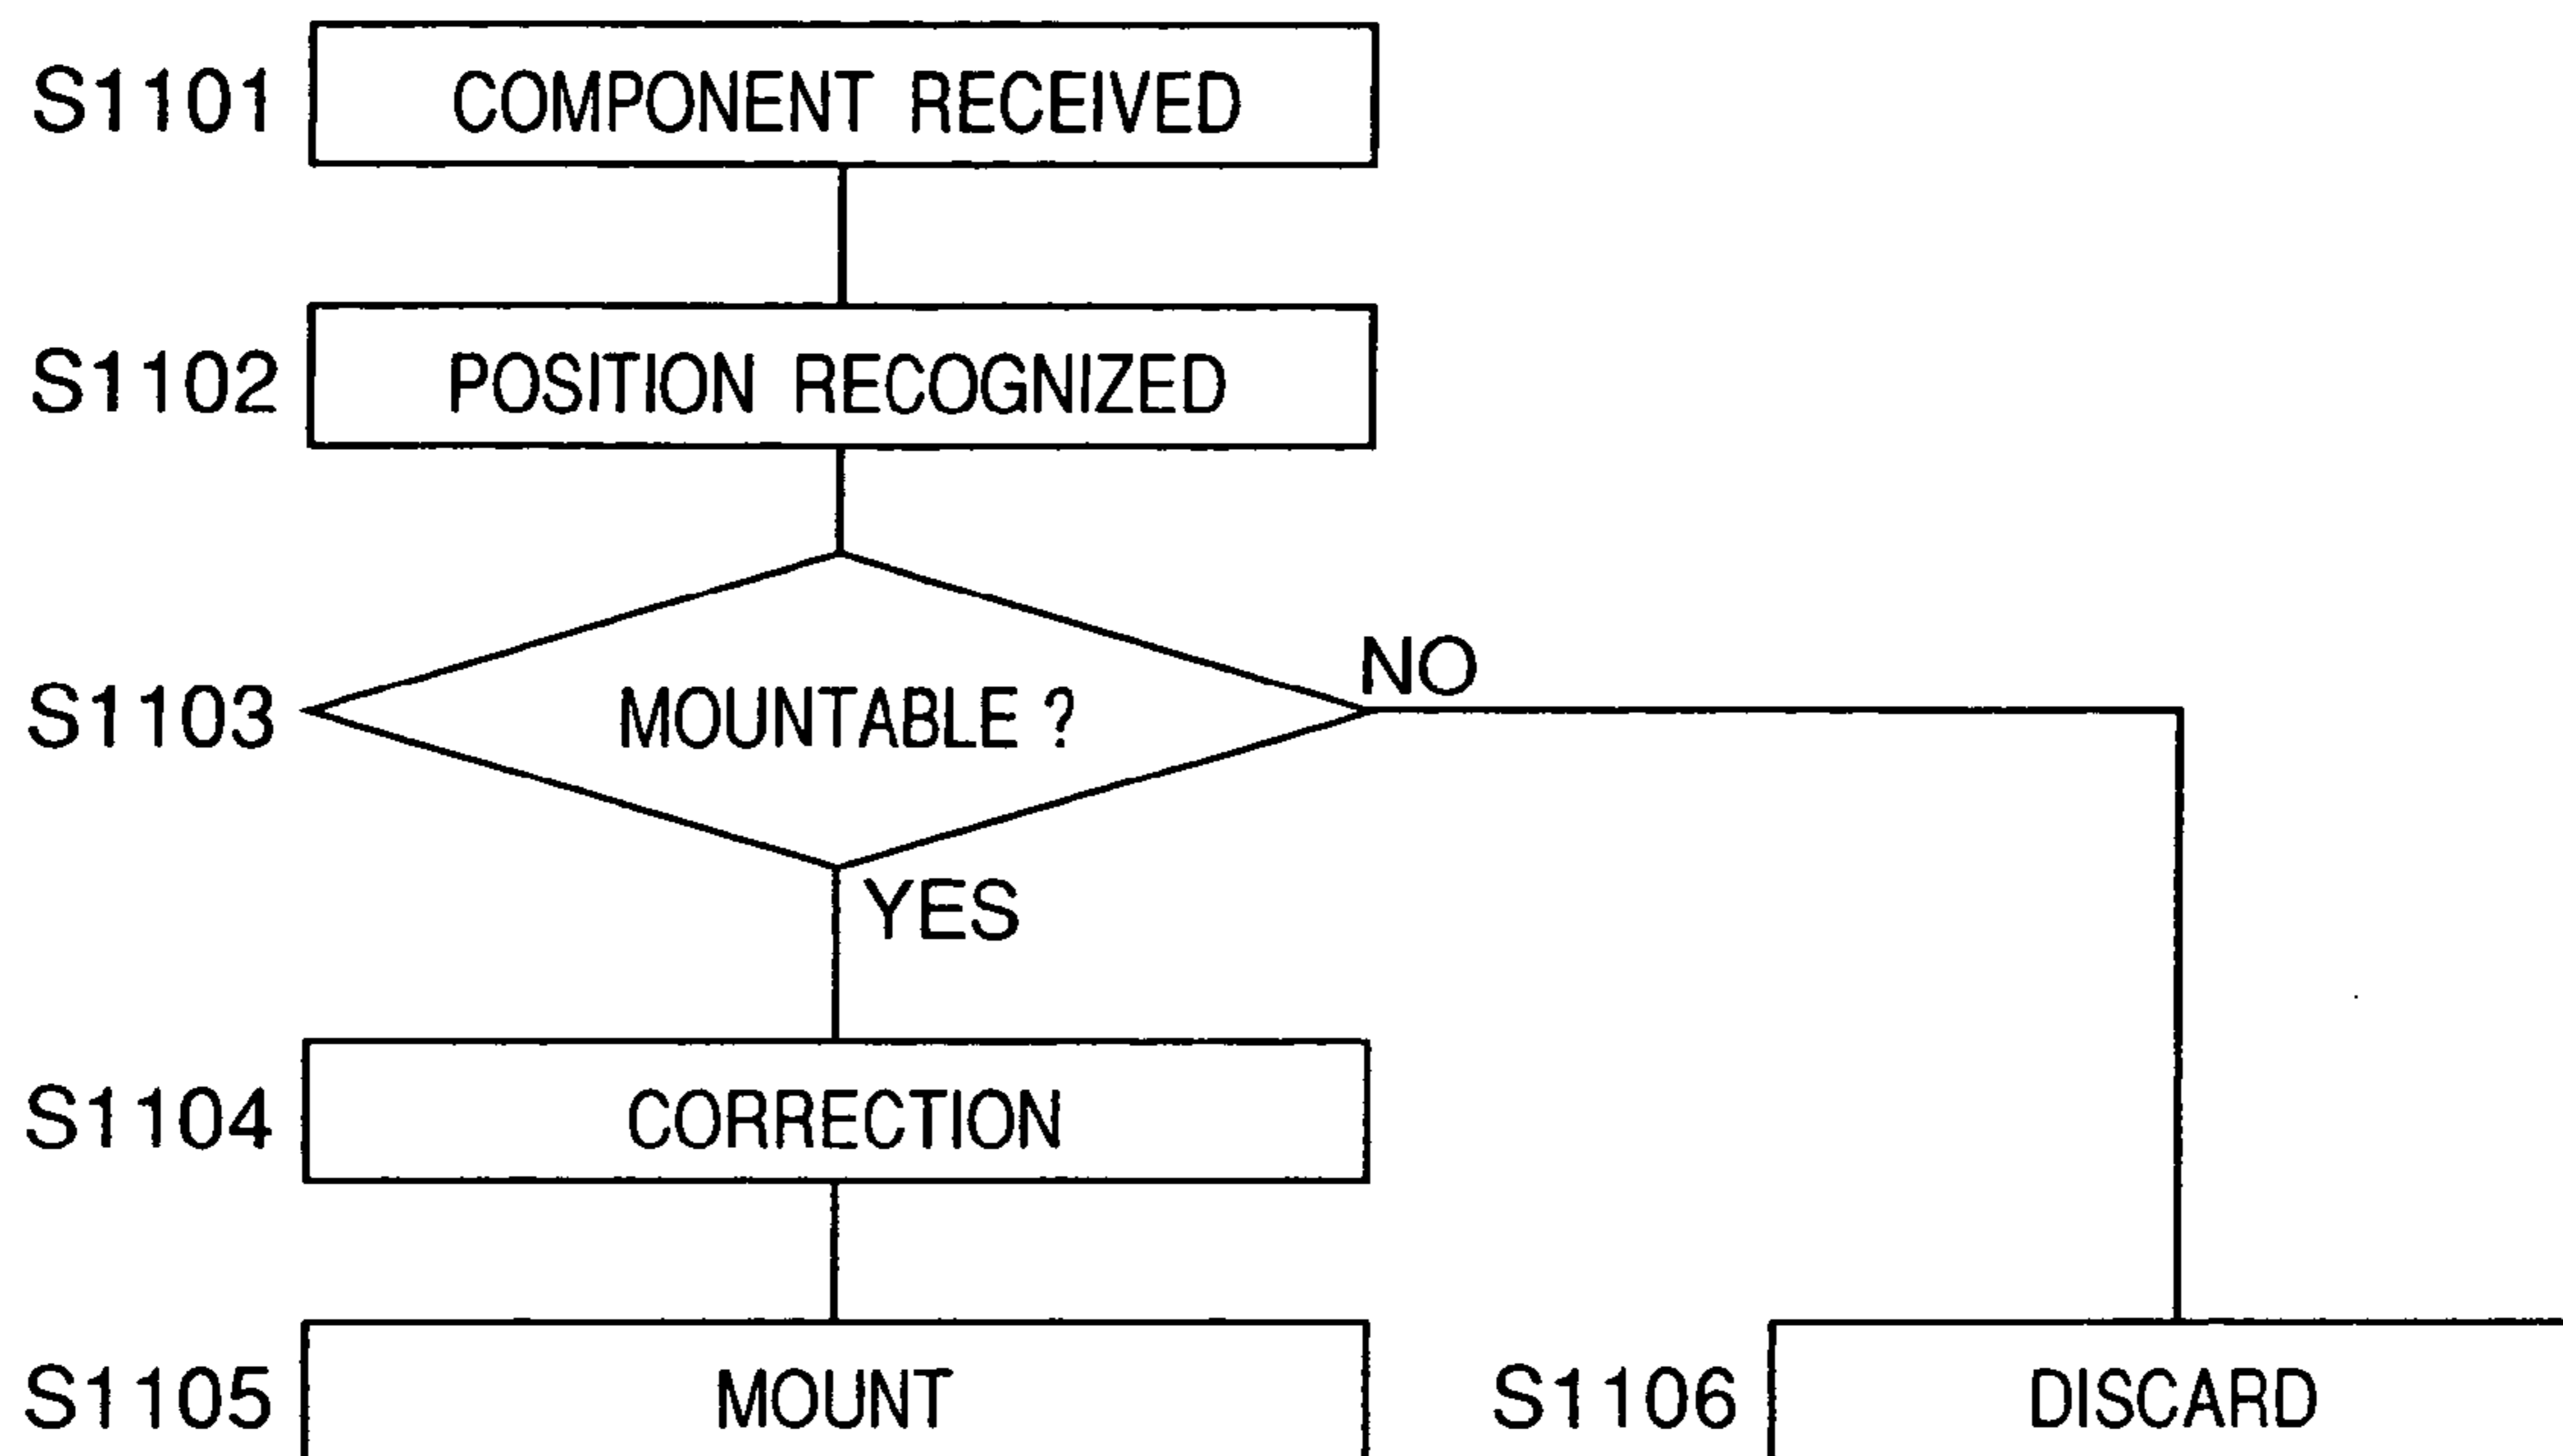 S1101 COMPONENT RECEIVED
S1102 POSITION RECOGNIZED
S1103 MOUNTABLE ? NO
YES
S1104 CORRECTION
S1105 MOUNT S1106 DISCARD